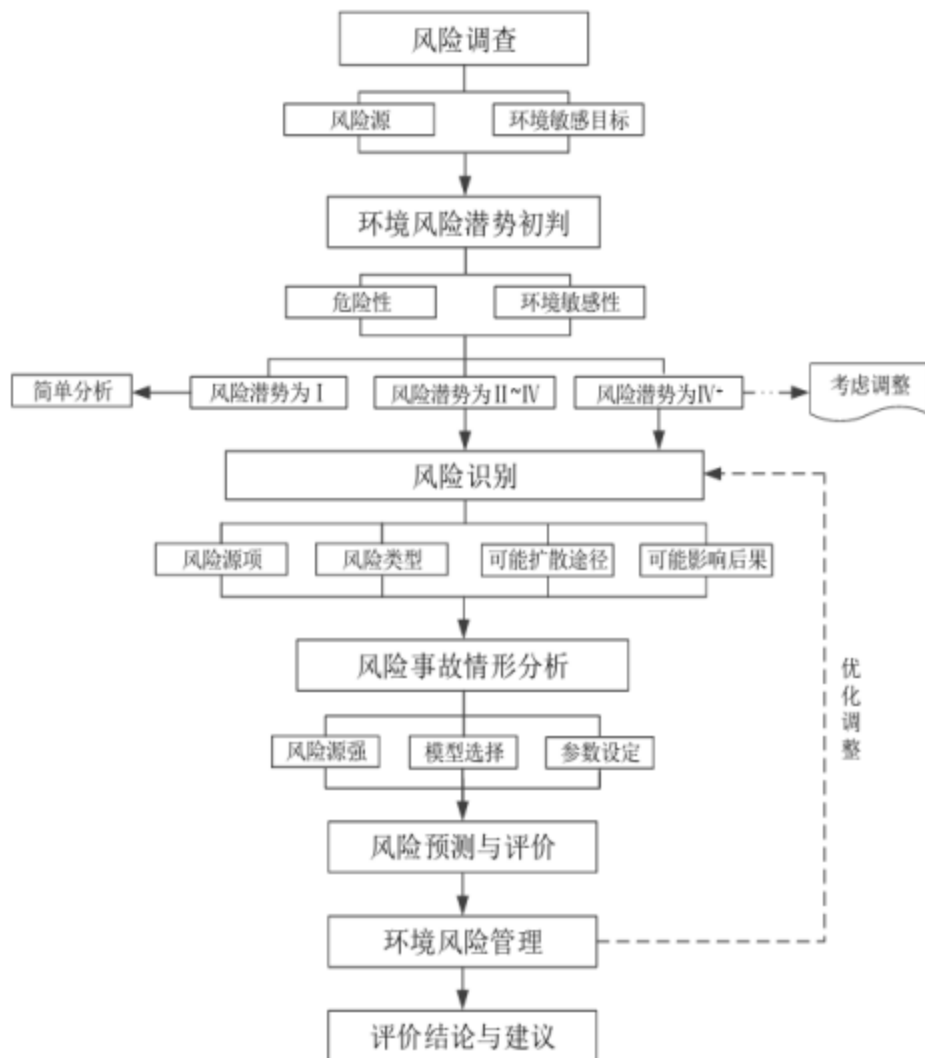 风险调查
风险源
环境敏感目标
环境风险潜势初判
危险性
环境敏感性
简单分析
风险潜势为Ⅰ
风险潜势为Ⅱ~Ⅳ
风险潜势为Ⅳ+
考虑调整
风险识别
风险源项
风险类型
可能扩散途径
可能影响后果
风险事故情形分析
优化调整
风险源强
模型选择
参数设定
风险预测与评价
环境风险管理
评价结论与建议